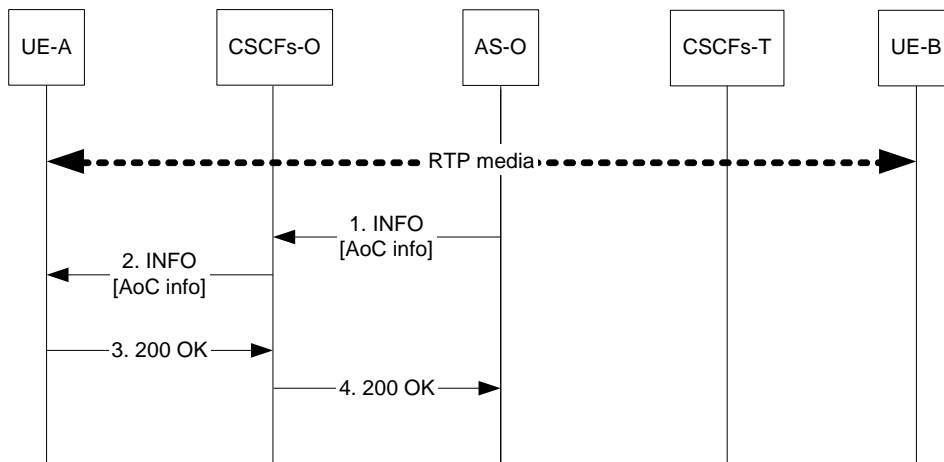 UE-A
CSCFs-O
AS-O
CSCFs-T
UE-B
RTP media
1. INFO
[AoC info]
2. INFO
[AoC info]
3. 200 OK
4. 200 OK